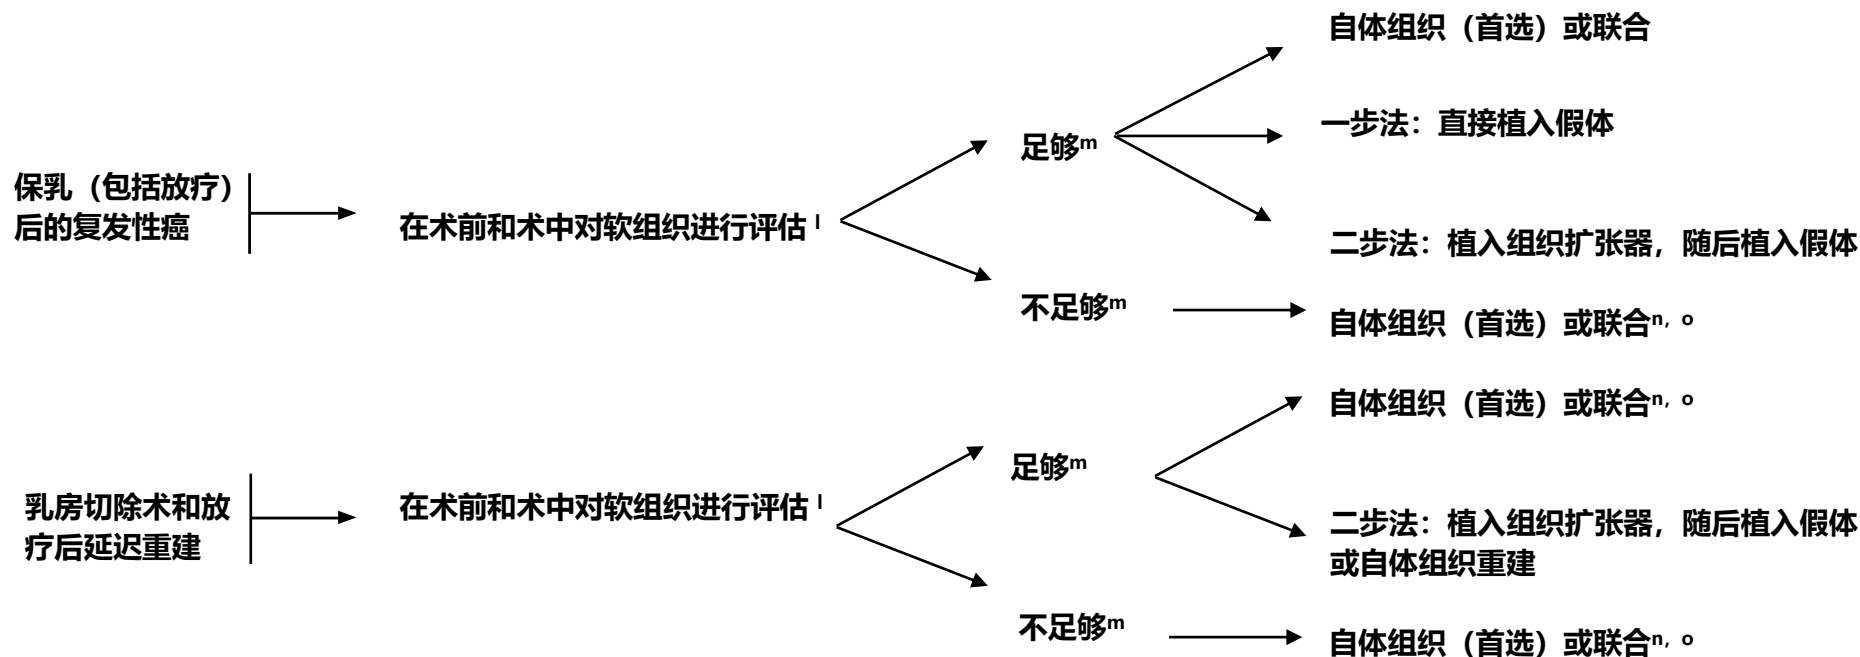 自体组织（首选）或联合
一步法：直接植入假体
足够m
保乳（包括放疗）
后的复发性癌
在术前和术中对软组织进行评估 l
二步法：植入组织扩张器，随后植入假体
不足够m
自体组织（首选）或联合n，o
自体组织（首选）或联合n，o
足够m
乳房切除术和放
疗后延迟重建
在术前和术中对软组织进行评估 l
二步法：植入组织扩张器，随后植入假体
或自体组织重建
不足够m
自体组织（首选）或联合n，o